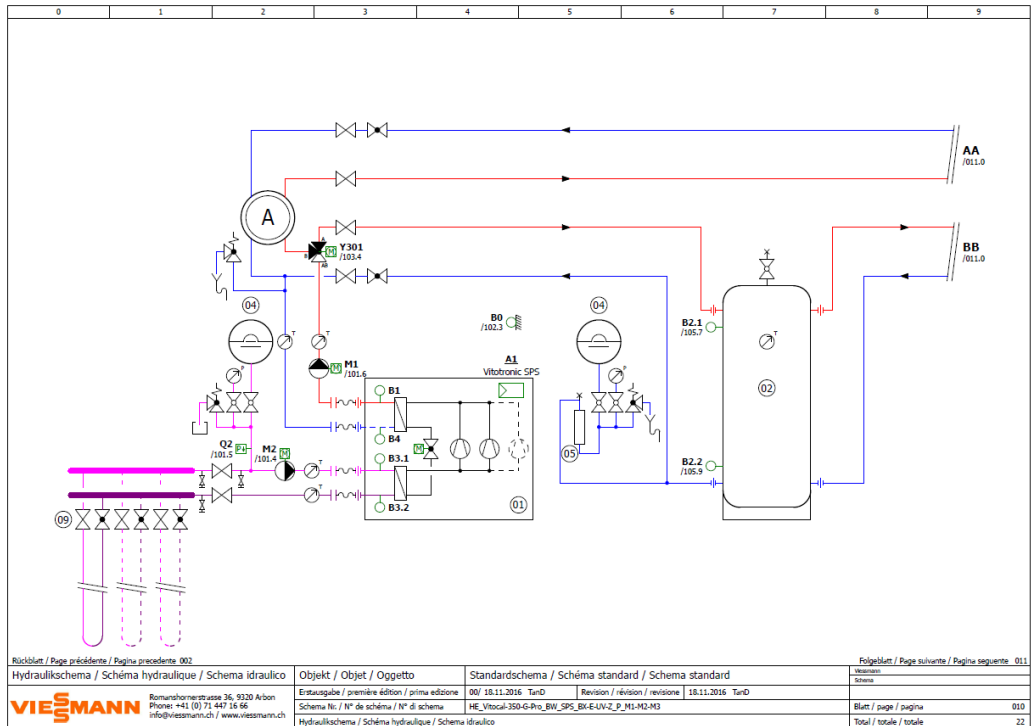 0 1 2 3 4 5 6 7 8 9
AA
/011.0
A
A
Y301
B
M
/103.4
AB
BB
/011.0
04
04
T
T
B0
/102.3
B2.1
/105.7
T
A1
Vitotronic SPS
P
M1
M
/101.6
P
02
B1
B4
M
05
Q2
/101.5
P
M2
M
/101.4
T
B3.1
B2.2
/105.9
T
B3.2
01
09
Rückblatt / Page précédente / Pagina precedente 002
Folgeblatt / Page suivante / Pagina seguente 011
Hydraulikschema / Schéma hydraulique / Schema idraulico
Objekt / Objet / Oggetto
Standardschema / Schéma standard / Schema standard
Viessmann
Schema
VIESSMANN
Romanshornerstrasse 36, 9320 Arbon
Phone: +41 (0) 71 447 16 66
info@viessmann.ch / www.viessmann.ch
Erstausgabe / première édition / prima edizione
00/ 18.11.2016 TanD
Revision / révision / revisione
18.11.2016 TanD
Schema Nr. / N° de schéma / N° di schema
HE_Vitocal-350-G-Pro_BW_SPS_BX-E-UV-Z_P_M1-M2-M3
Blatt / page / pagina
010
Hydraulikschema / Schéma hydraulique / Schema idraulico
Total / totale / totale
22